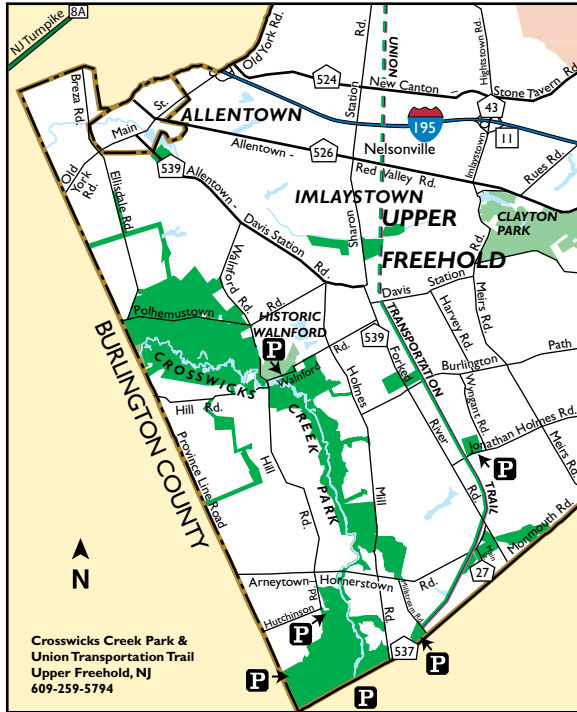 8A
NJ Turnpike
Old York Rd.
Breza Rd.
524
New Canton
Stone Tavern Rd.
Hightstown Rd.
UNION
Station
43
195
11
Main St.
ALLENTOWN
Allentown -
526
Nelsonville
Red Valley Rd.
Imlaystown
Rues Rd.
Old York Rd.
539
Allentown -
Davis Station Rd.
Ellisdale Rd.
IMLAYSTOWN
UPPER
FREEHOLD
CLAYTON
PARK
Sharon
Walnford Rd.
Polhemustown Rd.
HISTORIC
WALNFORD
P
Walnford Rd.
Davis Station
TRANSPORTATION
Harvey Rd.
Meirs Rd.
539
Forked
Burlington Path
CROSSWICKS
CREEK
PARK
Holmes
Wyngant Rd.
Jonathan Holmes Rd.
P
Hill Rd.
Hill
Rd.
River
Rd.
TRAIL
Meirs Rd.
Monmouth Rd.
Mill
Rd.
Province Line Road
BURLINGTON COUNTY
N
Arneytown Hornerstown Rd.
27
Millstream Rd.
Hutchinson Rd.
P
537
P
P
P
Crosswicks Creek Park &
Union Transportation Trail
Upper Freehold, NJ
609-259-5794